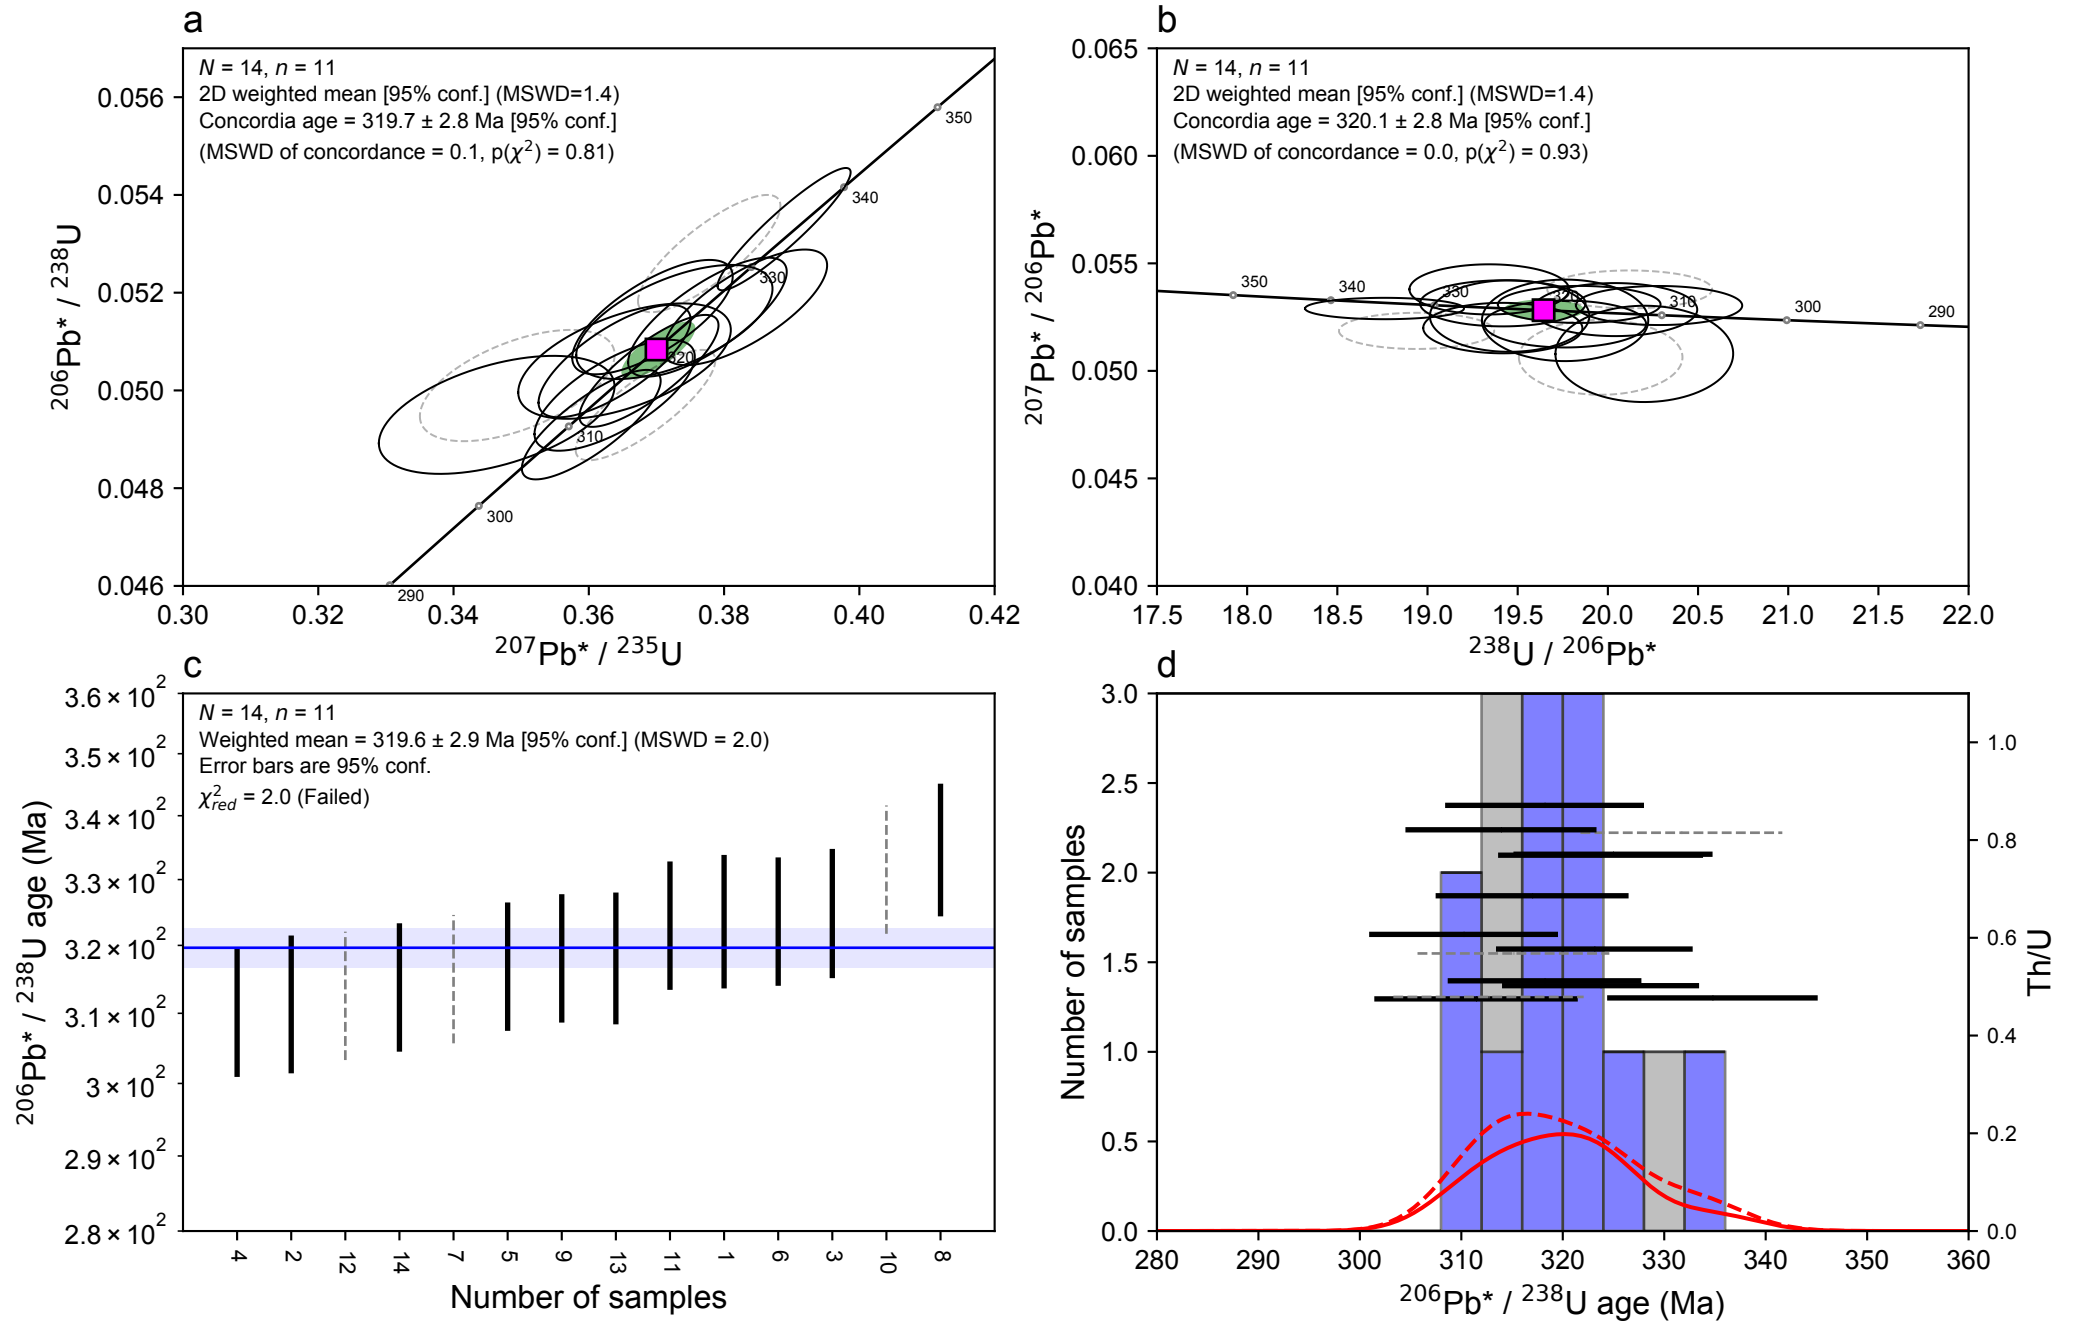 a
N = 14, n = 11
2D weighted mean [95% conf.] (MSWD=1.4)
Concordia age = 319.7 ± 2.8 Ma [95% conf.]
(MSWD of concordance = 0.1, p(χ²) = 0.81)
350
340
330
320
310
300
290
0.056
0.054
0.052
0.050
0.048
0.046
0.30 0.32 0.34 0.36 0.38 0.40 0.42
²⁰⁶Pb* / ²³⁸U
²⁰⁷Pb* / ²³⁵U
b
N = 14, n = 11
2D weighted mean [95% conf.] (MSWD=1.4)
Concordia age = 320.1 ± 2.8 Ma [95% conf.]
(MSWD of concordance = 0.0, p(χ²) = 0.93)
350 340 330 320 310 300 290
0.065
0.060
0.055
0.050
0.045
0.040
17.5 18.0 18.5 19.0 19.5 20.0 20.5 21.0 21.5 22.0
²⁰⁷Pb* / ²⁰⁶Pb*
²³⁸U / ²⁰⁶Pb*
c
N = 14, n = 11
Weighted mean = 319.6 ± 2.9 Ma [95% conf.] (MSWD = 2.0)
Error bars are 95% conf.
χ²red = 2.0 (Failed)
3.6 × 10²
3.5 × 10²
3.4 × 10²
3.3 × 10²
3.2 × 10²
3.1 × 10²
3 × 10²
2.9 × 10²
2.8 × 10²
4 2 12 14 7 5 9 13 11 1 6 3 10 8
²⁰⁶Pb* / ²³⁸U age (Ma)
Number of samples
d
3.0
2.5
2.0
1.5
1.0
0.5
0.0
Number of samples
1.0
0.8
0.6
0.4
0.2
0.0
Th/U
280 290 300 310 320 330 340 350 360
²⁰⁶Pb* / ²³⁸U age (Ma)